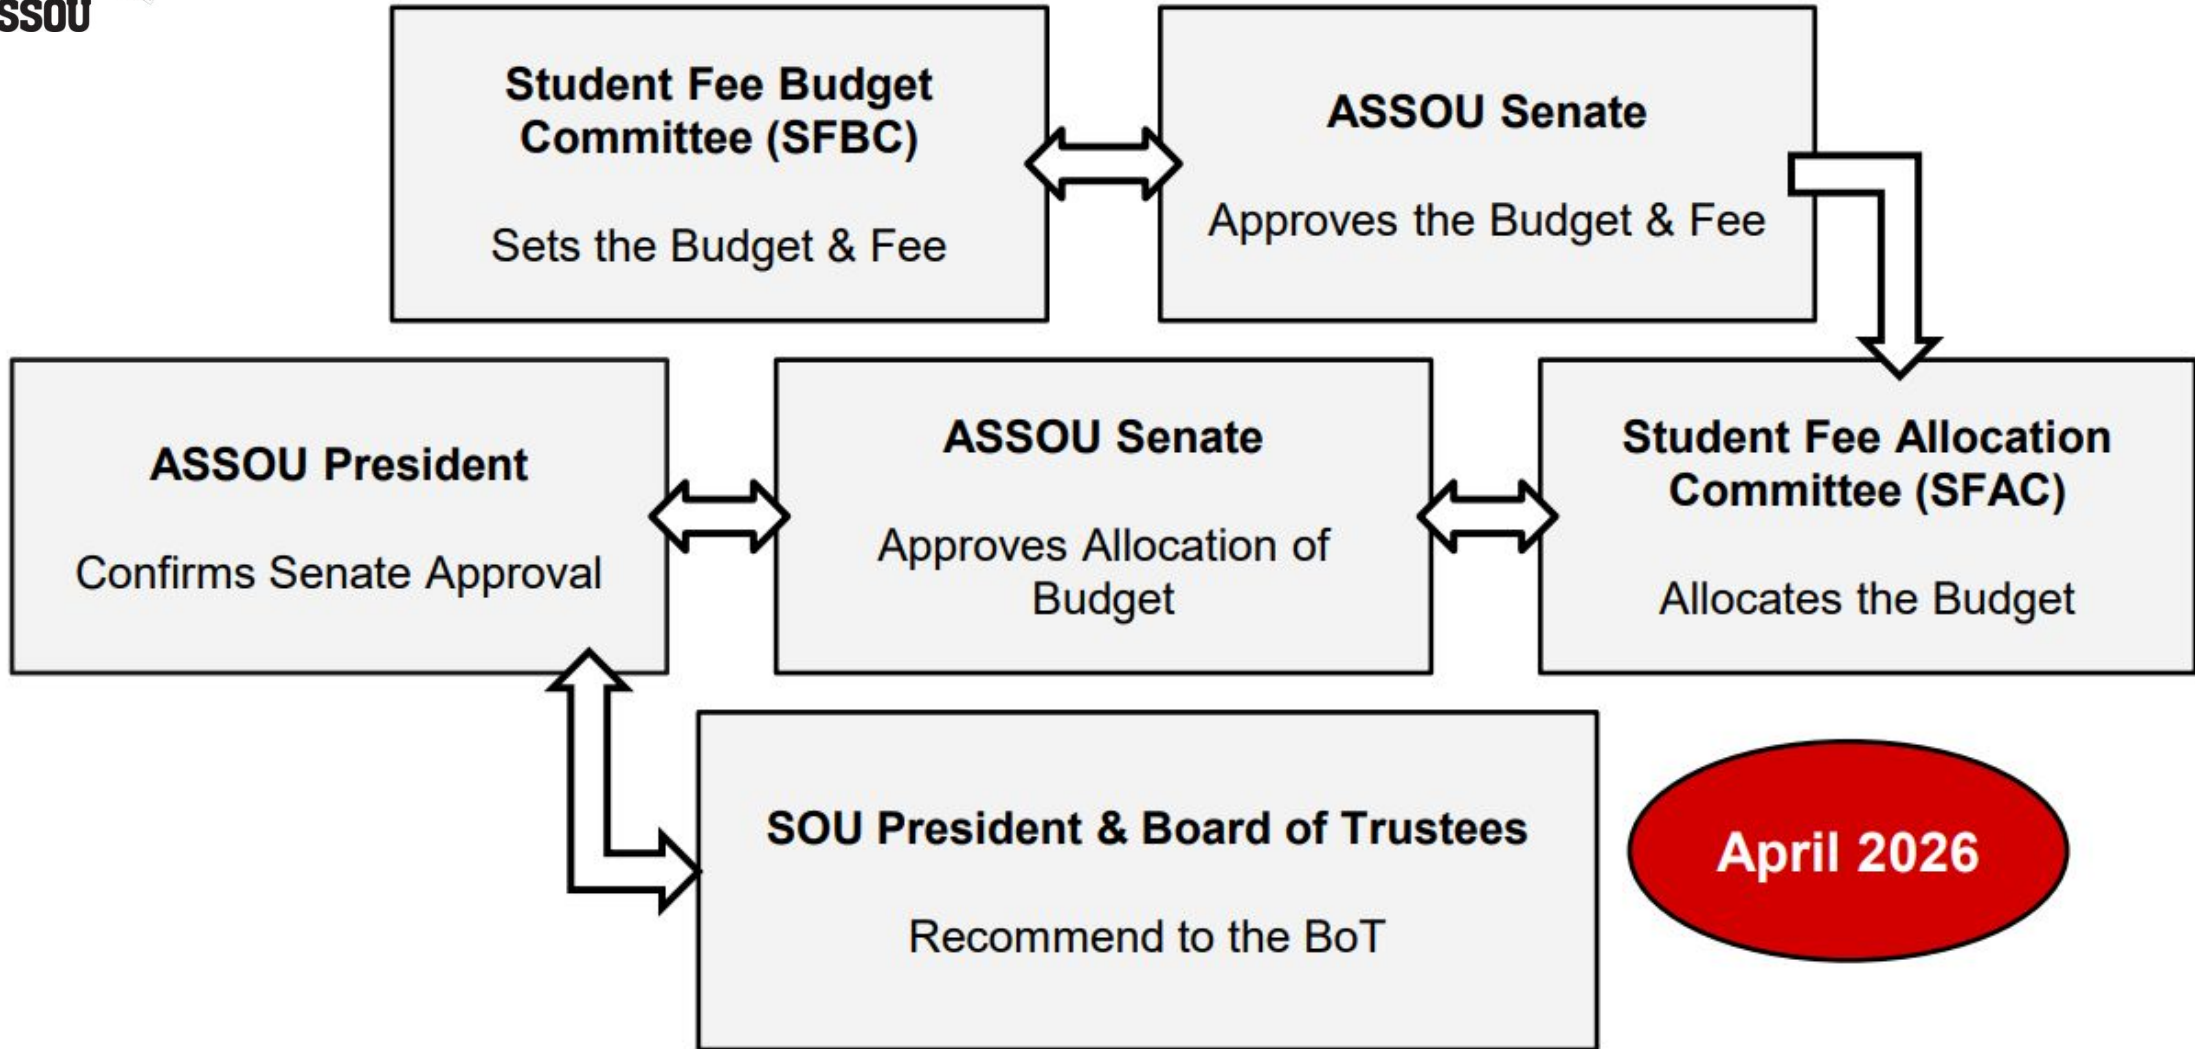 SSOU
Student Fee Budget
Committee (SFBC)
Sets the Budget & Fee
ASSOU Senate
Approves the Budget & Fee
ASSOU President
Confirms Senate Approval
ASSOU Senate
Approves Allocation of
Budget
Student Fee Allocation
Committee (SFAC)
Allocates the Budget
SOU President & Board of Trustees
Recommend to the BoT
April 2026